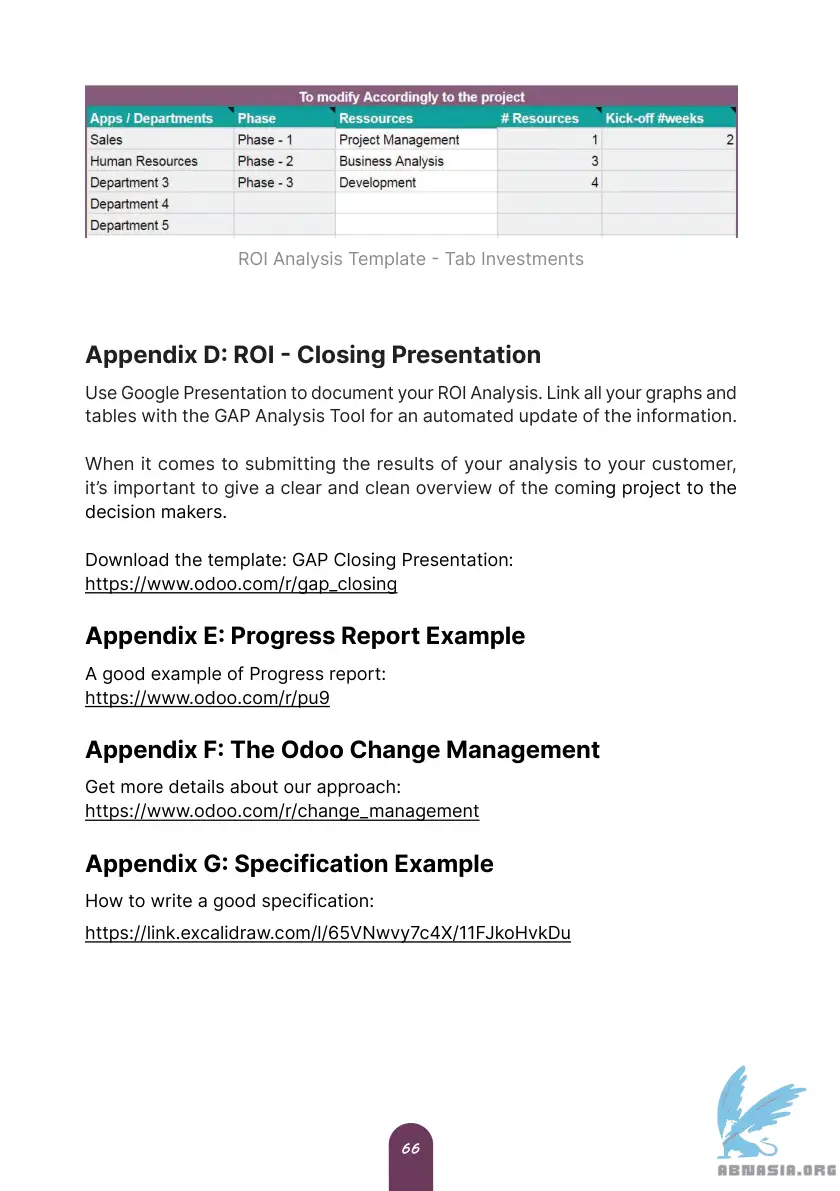 To modify Accordingly to the project
Apps / Departments Phase Ressources # Resources Kick-off #weeks
Sales Phase - 1 Project Management 1 2
Human Resources Phase - 2 Business Analysis 3
Department 3 Phase - 3 Development 4
Department 4
Department 5
ROI Analysis Template - Tab Investments
Appendix D: ROI - Closing Presentation
Use Google Presentation to document your ROI Analysis. Link all your graphs and
tables with the GAP Analysis Tool for an automated update of the information.
When it comes to submitting the results of your analysis to your customer,
it’s important to give a clear and clean overview of the coming project to the
decision makers.
Download the template: GAP Closing Presentation:
https://www.odoo.com/r/gap_closing
Appendix E: Progress Report Example
A good example of Progress report:
https://www.odoo.com/r/pu9
Appendix F: The Odoo Change Management
Get more details about our approach:
https://www.odoo.com/r/change_management
Appendix G: Specification Example
How to write a good specification:
https://link.excalidraw.com/l/65VNwvy7c4X/11FJkoHvkDu
66
ABNASIA.ORG